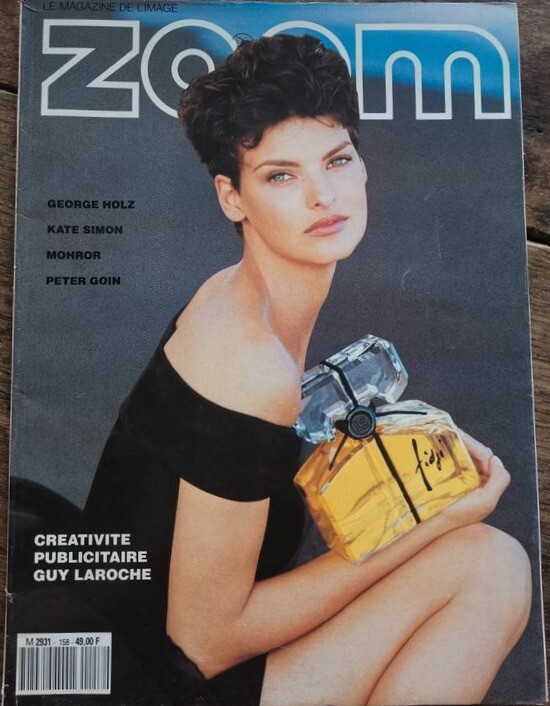 LE MAGAZINE DE L'IMAGE
zoom
GEORGE HOLZ
KATE SIMON
MOHROR
PETER GOIN
fidji
CREATIVITE
PUBLICITAIRE
GUY LAROCHE
M 2931 - 158 - 49,00 F